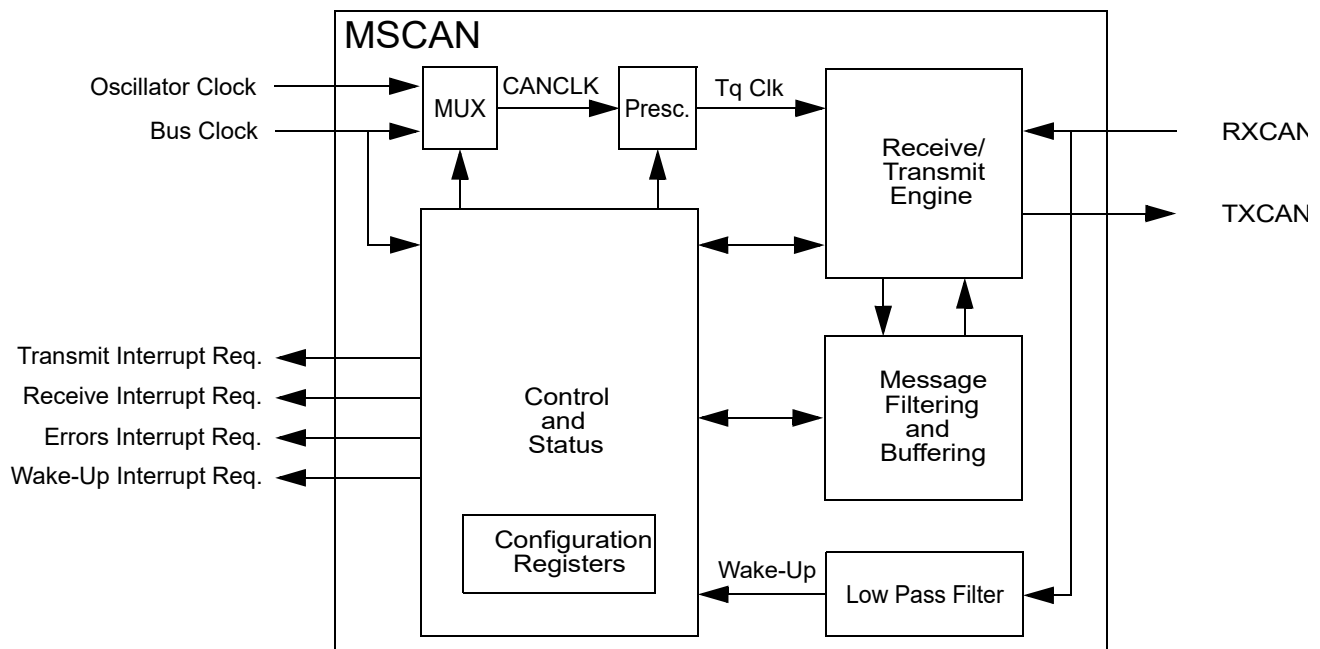 MSCAN
Oscillator Clock
Bus Clock
MUX
CANCLK
Presc.
Tq Clk
Receive/
Transmit
Engine
RXCAN
TXCAN
Transmit Interrupt Req.
Receive Interrupt Req.
Errors Interrupt Req.
Wake-Up Interrupt Req.
Control
and
Status
Message
Filtering
and
Buffering
Configuration
Registers
Wake-Up
Low Pass Filter